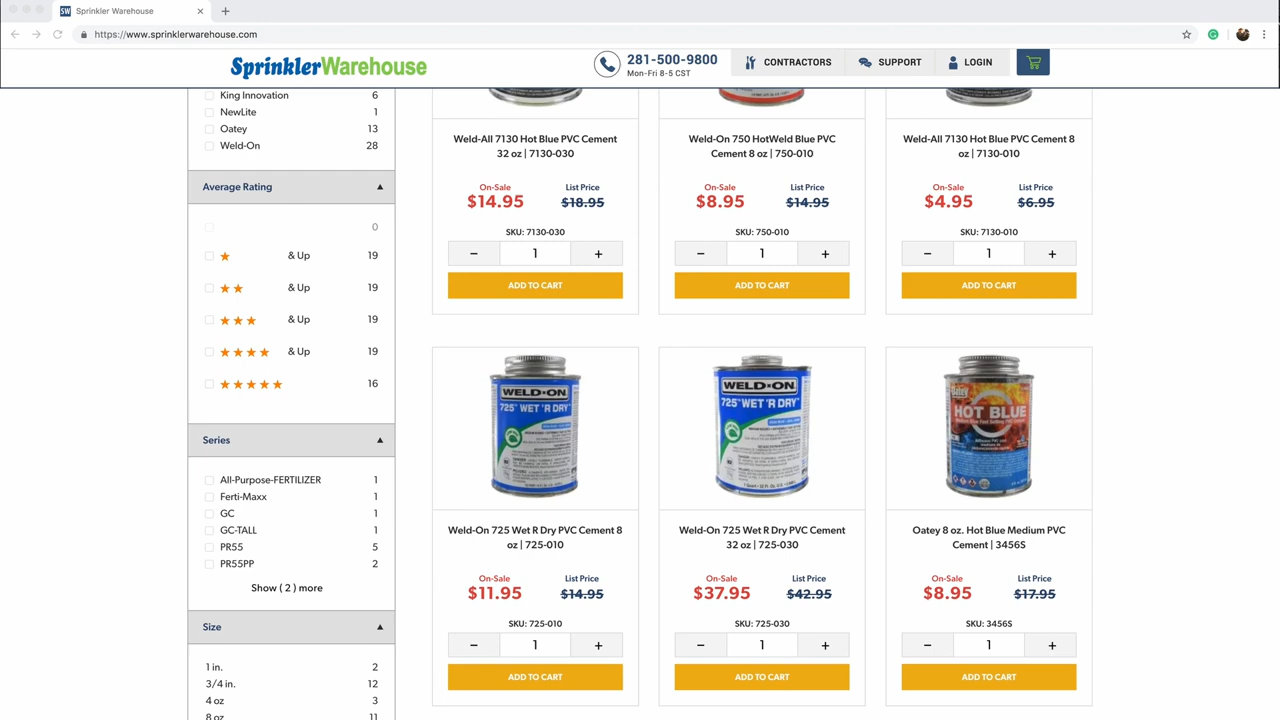 SW Sprinkler Warehouse
https://www.sprinklerwarehouse.com
SprinklerWarehouse
281-500-9800
Mon-Fri 8-5 CST
CONTRACTORS
SUPPORT
LOGIN
King Innovation 6
NewLite 1
Oatey 13
Weld-On 28
Average Rating
0
& Up 19
& Up 19
& Up 19
& Up 19
16
Series
All-Purpose-FERTILIZER 1
Ferti-Maxx 1
GC 1
GC-TALL 1
PR55 5
PR55PP 2
Show ( 2 ) more
Size
1 in. 2
3/4 in. 12
4 oz 3
8 oz 11
Weld-All 7130 Hot Blue PVC Cement
32 oz | 7130-030
On-Sale List Price
$14.95 $18.95
SKU: 7130-030
− 1 +
ADD TO CART
Weld-On 750 HotWeld Blue PVC
Cement 8 oz | 750-010
On-Sale List Price
$8.95 $14.95
SKU: 750-010
− 1 +
ADD TO CART
Weld-All 7130 Hot Blue PVC Cement 8
oz | 7130-010
On-Sale List Price
$4.95 $6.95
SKU: 7130-010
− 1 +
ADD TO CART
WELD-ON
725 WET 'R DRY
Weld-On 725 Wet R Dry PVC Cement 8
oz | 725-010
On-Sale List Price
$11.95 $14.95
SKU: 725-010
− 1 +
ADD TO CART
WELD-ON
725 WET 'R DRY
Weld-On 725 Wet R Dry PVC Cement
32 oz | 725-030
On-Sale List Price
$37.95 $42.95
SKU: 725-030
− 1 +
ADD TO CART
Oatey
HOT BLUE
Oatey 8 oz. Hot Blue Medium PVC
Cement | 3456S
On-Sale List Price
$8.95 $17.95
SKU: 3456S
− 1 +
ADD TO CART